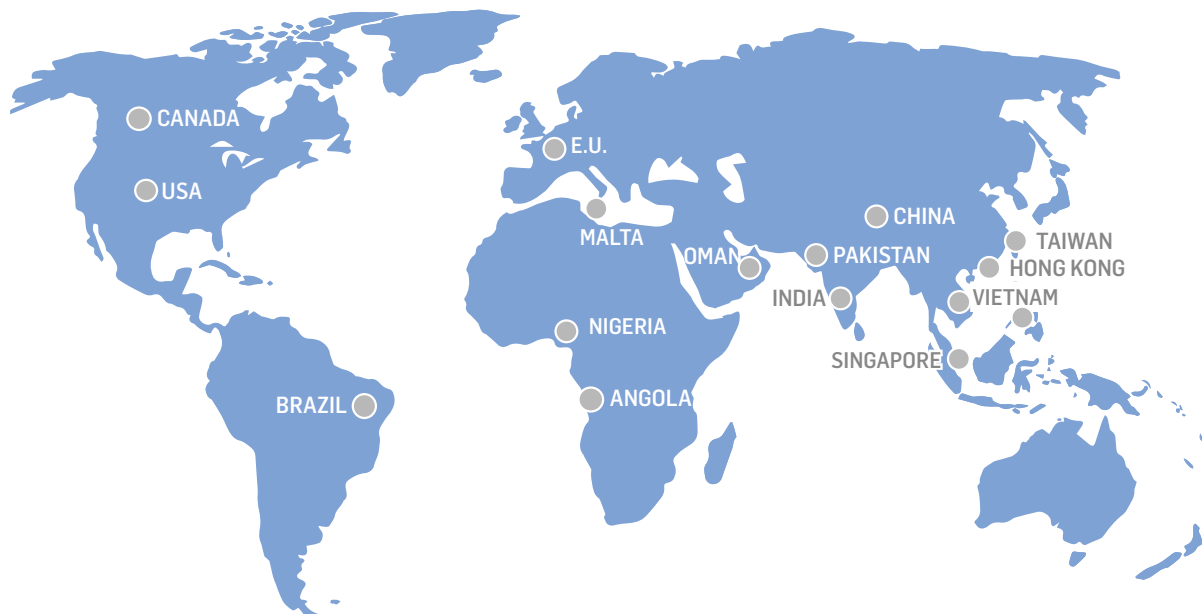 CANADA
E.U.
USA
CHINA
MALTA
TAIWAN
OMAN
PAKISTAN
HONG KONG
INDIA
VIETNAM
NIGERIA
SINGAPORE
BRAZIL
ANGOLA